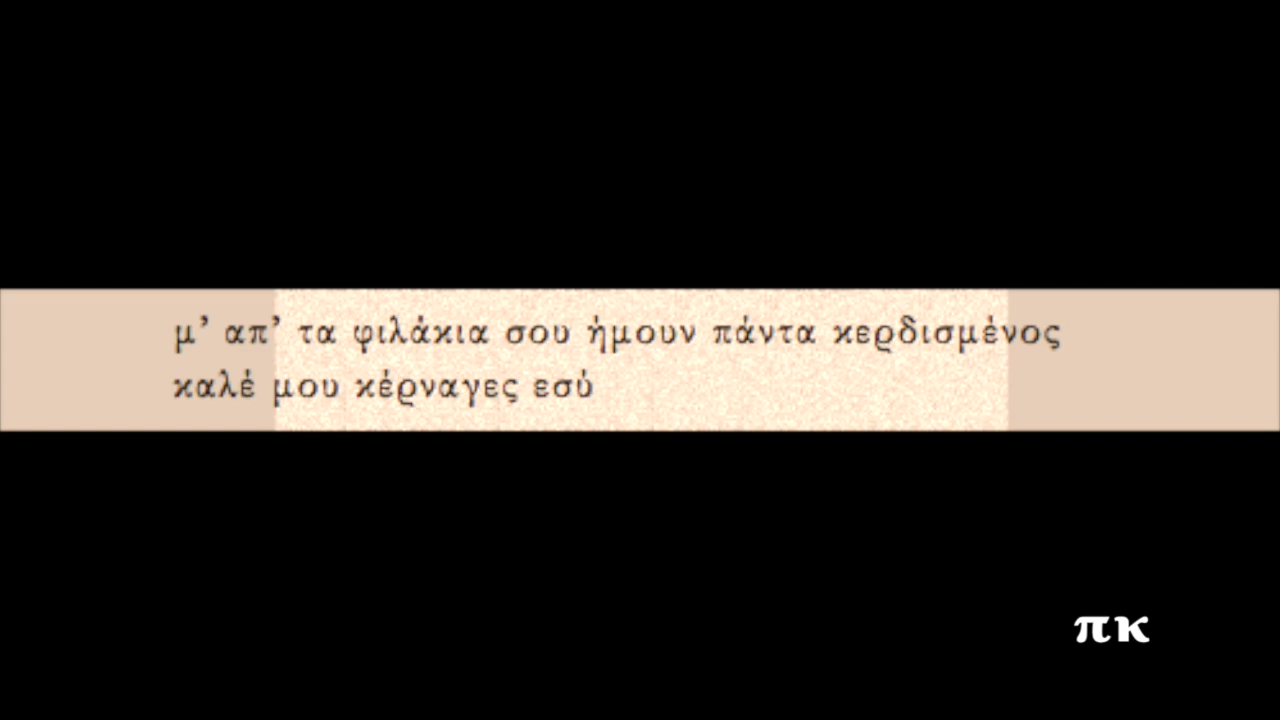 μ’ απ’ τα φιλάκια σου ήμουν πάντα κερδισμένος
καλέ μου κέρναγες εσύ
πκ